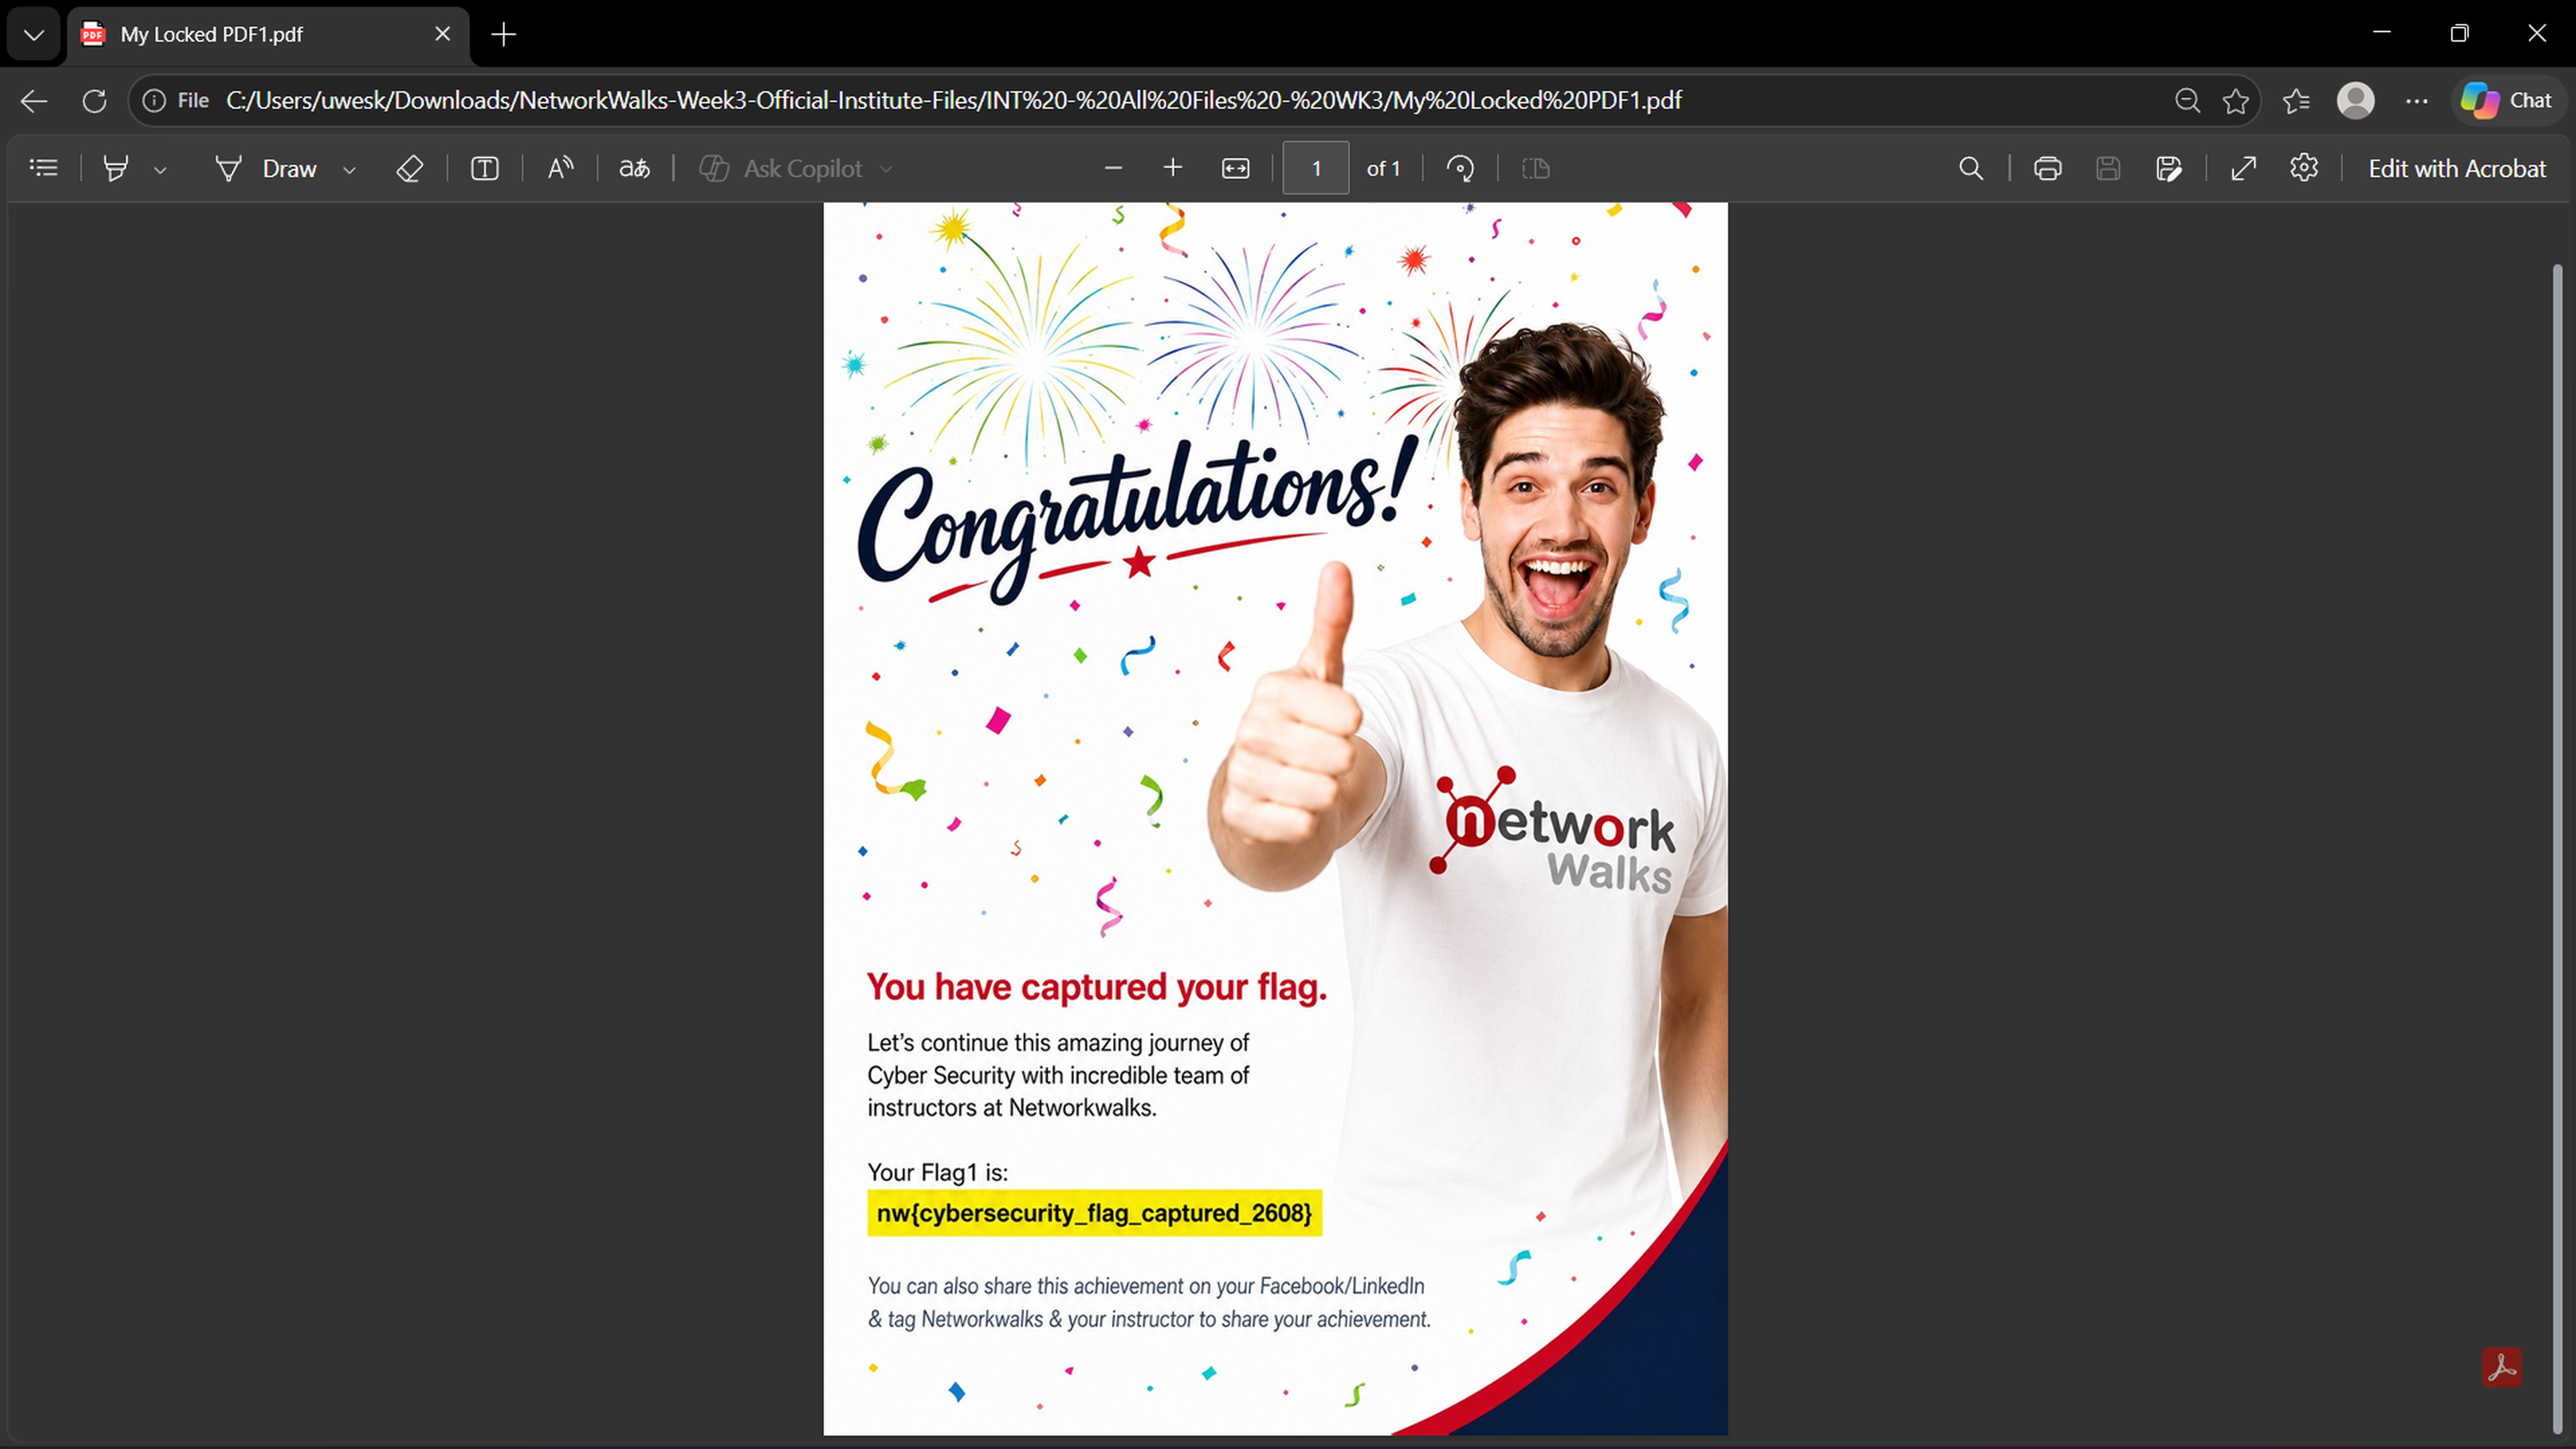 My Locked PDF1.pdf
File C:/Users/uwesk/Downloads/NetworkWalks-Week3-Official-Institute-Files/INT%20-%20All%20Files%20-%20WK3/My%20Locked%20PDF1.pdf
Chat
Draw
Ask Copilot
1 of 1
Edit with Acrobat
Congratulations!
network
Walks
You have captured your flag.
Let's continue this amazing journey of
Cyber Security with incredible team of
instructors at Networkwalks.
Your Flag1 is:
nw{cybersecurity_flag_captured_2608}
You can also share this achievement on your Facebook/LinkedIn
& tag Networkwalks & your instructor to share your achievement.